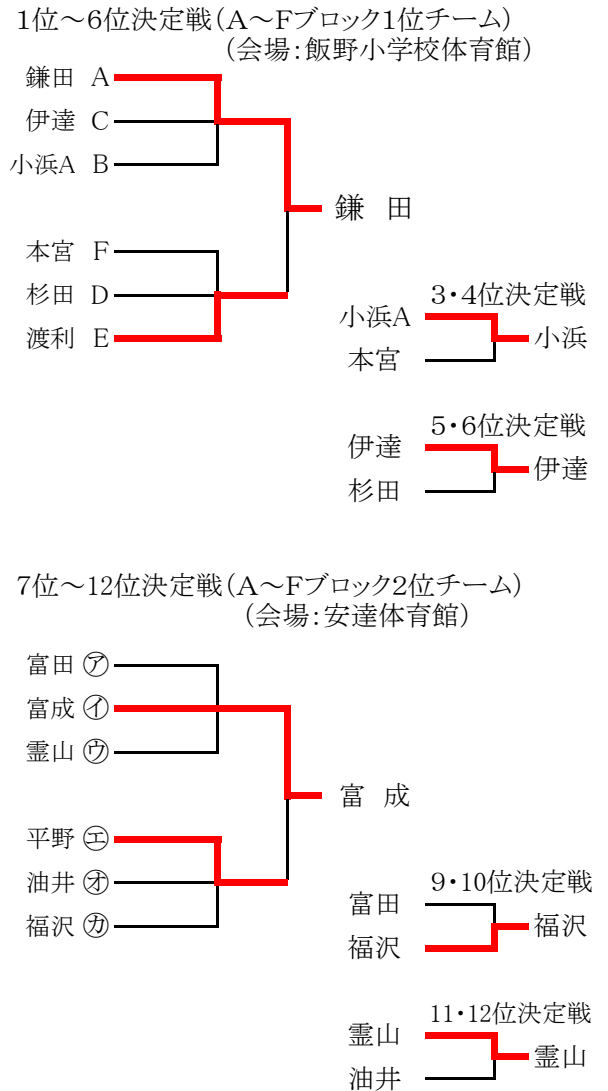 1位～6位決定戦(A～Fブロック1位チーム)
(会場:飯野小学校体育館)
鎌田 A
伊達 C
小浜A B
鎌 田
本宮 F
杉田 D
渡利 E
3・4位決定戦
小浜A
小浜
本宮
5・6位決定戦
伊達
伊達
杉田
7位～12位決定戦(A～Fブロック2位チーム)
(会場:安達体育館)
富田 ㋐
富成 ㋑
霊山 ㋒
富 成
平野 ㋓
油井 ㋔
福沢 ㋕
9・10位決定戦
富田
福沢
福沢
11・12位決定戦
霊山
霊山
油井